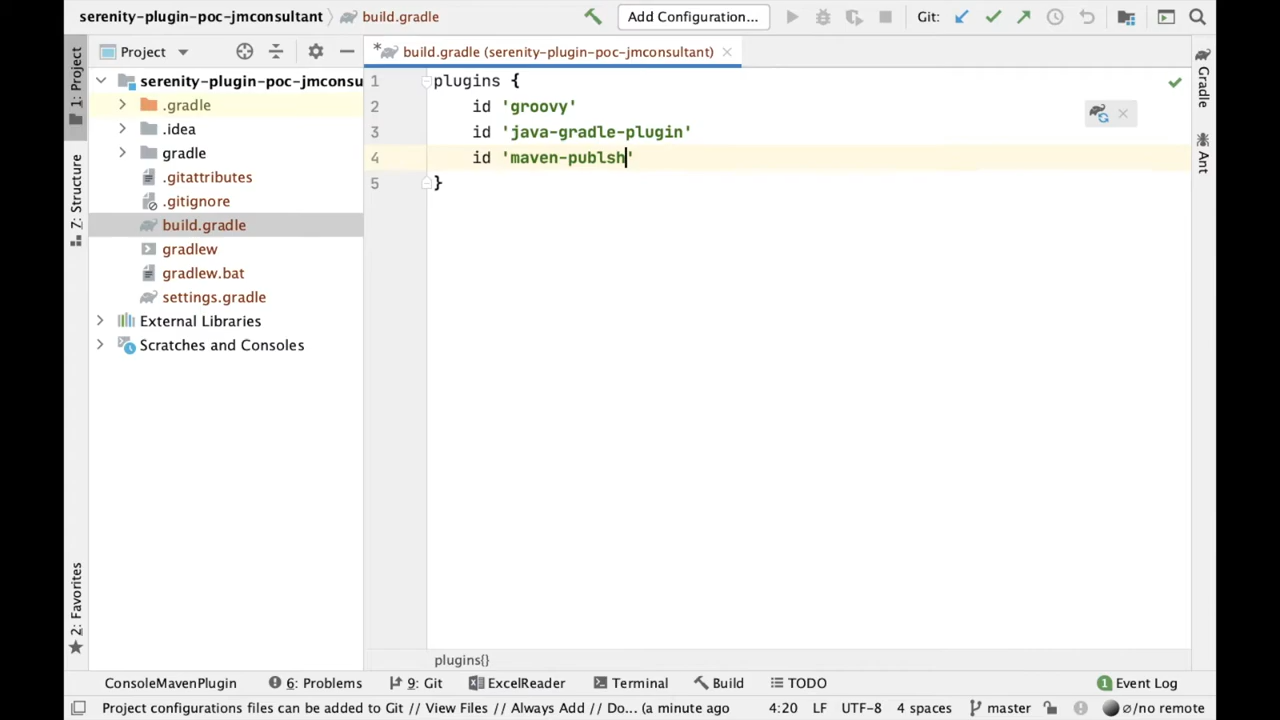 serenity-plugin-poc-jmconsultant
build.gradle
Add Configuration...
Git:
1: Project
Project
build.gradle (serenity-plugin-poc-jmconsultant)
serenity-plugin-poc-jmconsu
.gradle
.idea
gradle
.gitattributes
.gitignore
build.gradle
gradlew
gradlew.bat
settings.gradle
External Libraries
Scratches and Consoles
7: Structure
2: Favorites
1 plugins {
2 id 'groovy'
3 id 'java-gradle-plugin'
4 id 'maven-publsh'
5 }
Gradle
Ant
plugins{}
ConsoleMavenPlugin
6: Problems
9: Git
ExcelReader
Terminal
Build
TODO
1 Event Log
Project configurations files can be added to Git // View Files // Always Add // Do... (a minute ago
4:20
LF
UTF-8
4 spaces
master
ø/no remote